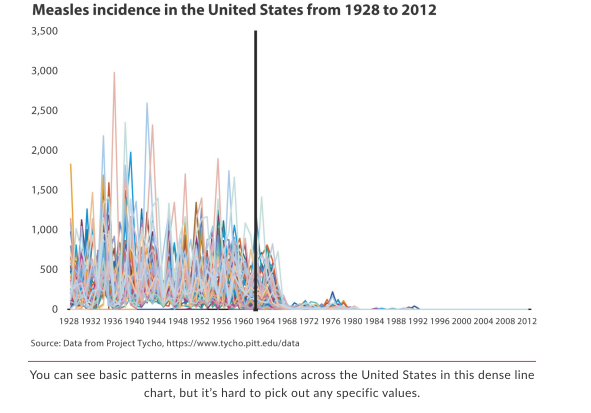 Measles incidence in the United States from 1928 to 2012
3,500
3,000
2,500
2,000
1,500
1,000
500
0
1928 1932 1936 1940 1944 1948 1952 1956 1960 1964 1968 1972 1976 1980 1984 1988 1992 1996 2000 2004 2008 2012
Source: Data from Project Tycho, https://www.tycho.pitt.edu/data
You can see basic patterns in measles infections across the United States in this dense line
chart, but it’s hard to pick out any specific values.